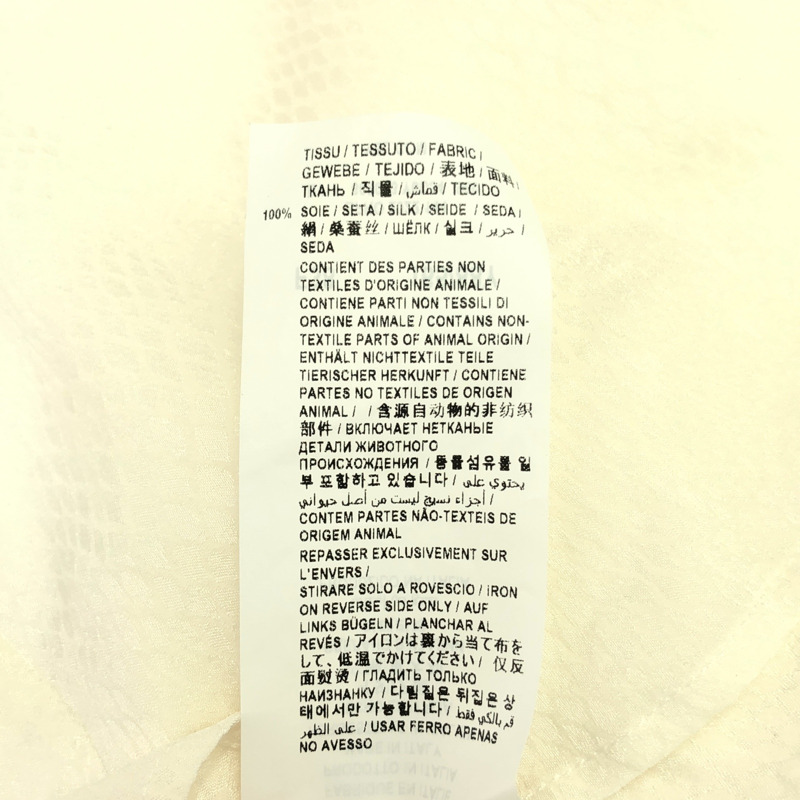 TISSU / TESSUTO / FABRIC /
GEWEBE / TEJIDO / 表地 / 面料 /
ТКАНЬ / 직물 / قماش / TECIDO
100% SOIE / SETA / SILK / SEIDE / SEDA /
絹 / 桑蚕丝 / ШЁЛК / 실크 / حرير /
SEDA
CONTIENT DES PARTIES NON
TEXTILES D'ORIGINE ANIMALE /
CONTIENE PARTI NON TESSILI DI
ORIGINE ANIMALE / CONTAINS NON-
TEXTILE PARTS OF ANIMAL ORIGIN /
ENTHÄLT NICHTTEXTILE TEILE
TIERISCHER HERKUNFT / CONTIENE
PARTES NO TEXTILES DE ORIGEN
ANIMAL / / 含源自动物的非纺织
部件 / ВКЛЮЧАЕТ НЕТКАНЫЕ
ДЕТАЛИ ЖИВОТНОГО
ПРОИСХОЖДЕНИЯ / 동물섬유물 일
부 포함하고 있습니다 / يحتوي على
أجزاء نسيج ليست من أصل حيواني /
CONTEM PARTES NÃO-TEXTEIS DE
ORIGEM ANIMAL
REPASSER EXCLUSIVEMENT SUR
L'ENVERS /
STIRARE SOLO A ROVESCIO / IRON
ON REVERSE SIDE ONLY / AUF
LINKS BÜGELN / PLANCHAR AL
REVÉS / アイロンは裏から当て布を
して、低温でかけてください / 仅反
面熨烫 / ГЛАДИТЬ ТОЛЬКО
НАИЗНАНКУ / 다림질은 뒤집은 상
태에서만 가능합니다 / قم بالكي فقط
على الظهر / USAR FERRO APENAS
NO AVESSO